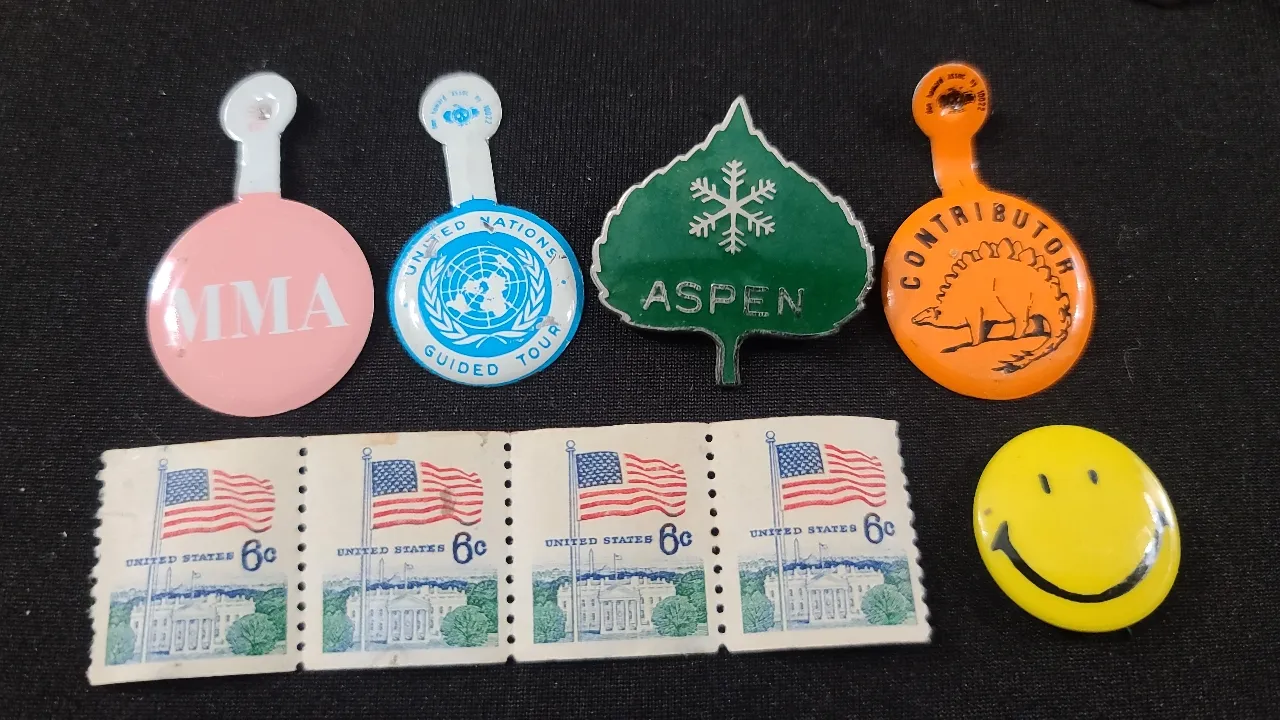 MMA
UNITED NATIONS
GUIDED TOUR
ASPEN
CONTRIBUTOR
UNITED STATES 6c
UNITED STATES 6c
UNITED STATES 6c
UNITED STATES 6c